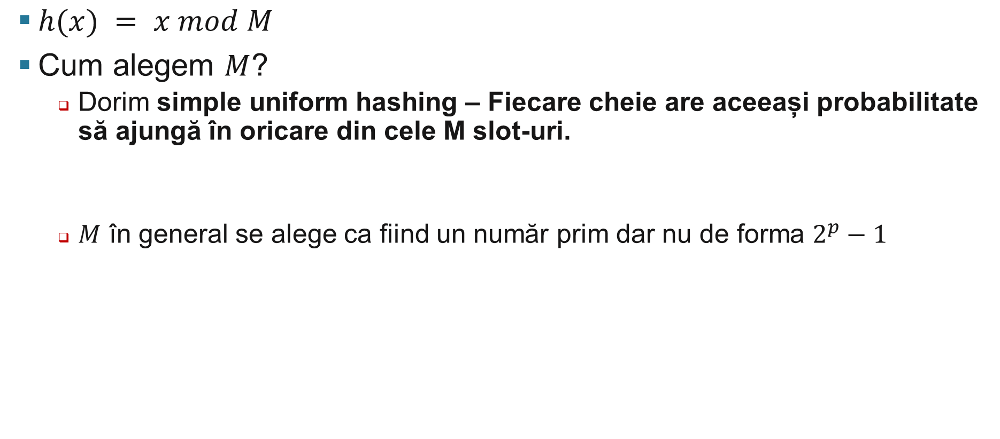 h(x) = x mod M
Cum alegem M?
Dorim simple uniform hashing – Fiecare cheie are aceeași probabilitate
să ajungă în oricare din cele M slot-uri.
M în general se alege ca fiind un număr prim dar nu de forma 2ᵖ − 1